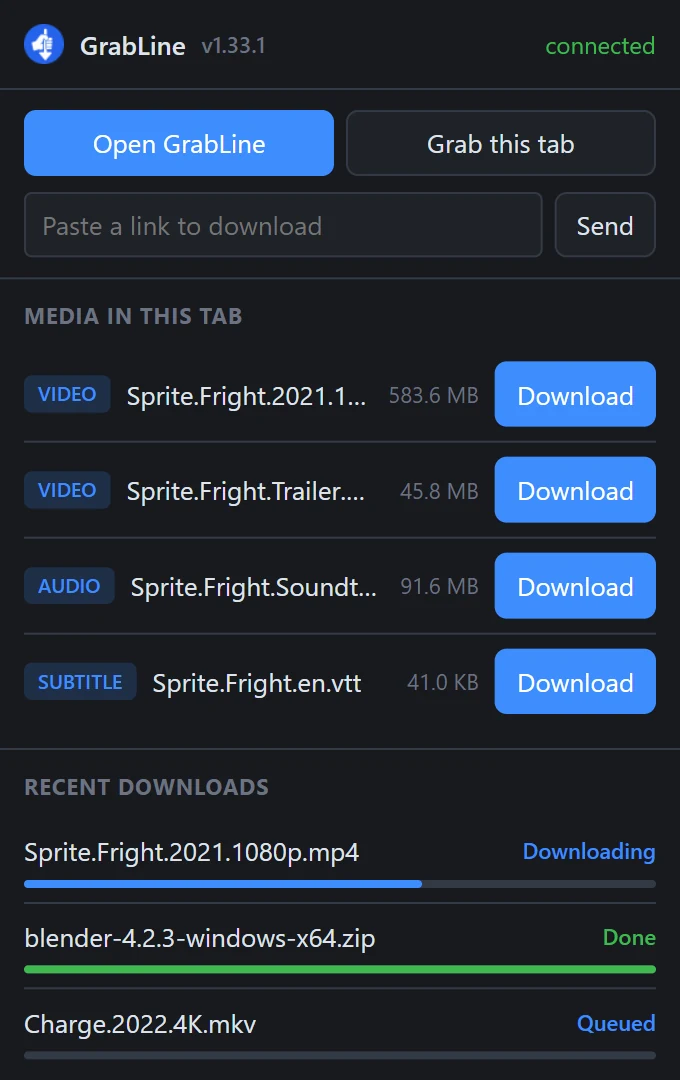 GrabLine v1.33.1 connected
Open GrabLine Grab this tab
Paste a link to download Send
MEDIA IN THIS TAB
VIDEO Sprite.Fright.2021.1... 583.6 MB Download
VIDEO Sprite.Fright.Trailer.... 45.8 MB Download
AUDIO Sprite.Fright.Soundt... 91.6 MB Download
SUBTITLE Sprite.Fright.en.vtt 41.0 KB Download
RECENT DOWNLOADS
Sprite.Fright.2021.1080p.mp4 Downloading
blender-4.2.3-windows-x64.zip Done
Charge.2022.4K.mkv Queued